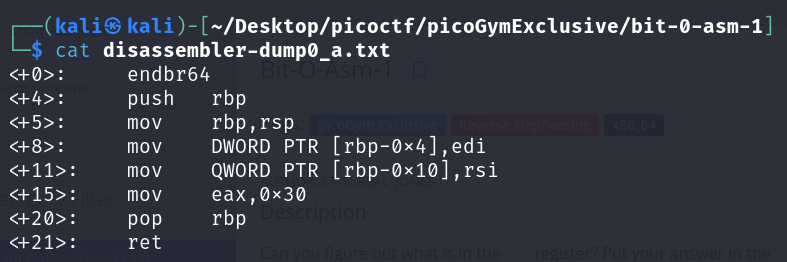 ┌──(kali㉿kali)-[~/Desktop/picoctf/picoGymExclusive/bit-0-asm-1]
└─$ cat disassembler-dump0_a.txt
<+0>:     endbr64
Bit-O-Asm-1
<+4>:     push   rbp
<+5>:     mov    rbp,rsp
picoGym Exclusive Reverse Engineering x86_64
<+8>:     mov    DWORD PTR [rbp-0×4],edi
<+11>:    mov    QWORD PTR [rbp-0×10],rsi
<+15>:    mov    eax,0×30
Filter
<+20>:    pop    rbp
Description
<+21>:    ret
Can you figure out what is in the register? Put your answer in the